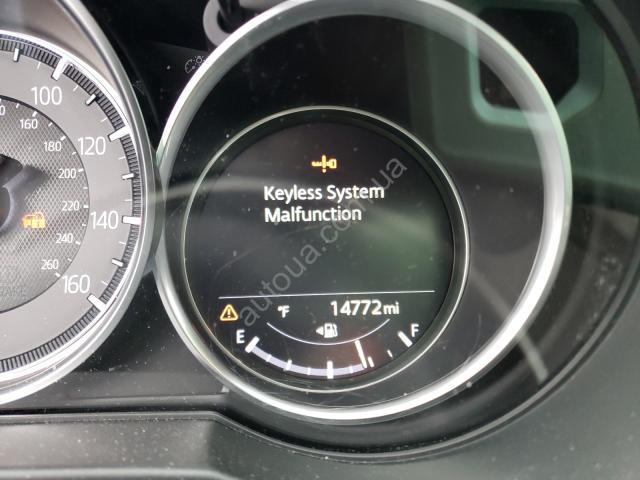 100
120
140
160
160
180
200
220
240
260
Keyless System
Malfunction
°F
14772mi
E
F
autoua.com.ua